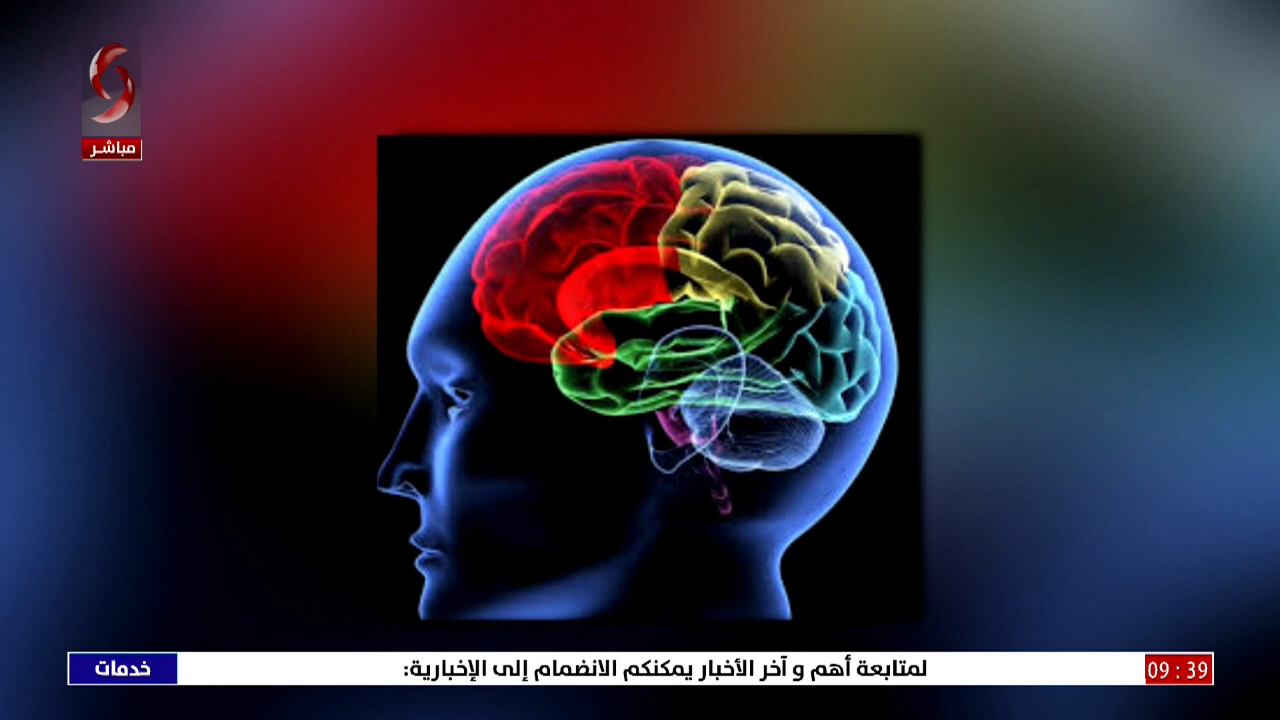 مباشر
09 : 39
لمتابعة أهم و آخر الأخبار يمكنكم الانضمام إلى الإخبارية:
خدمات